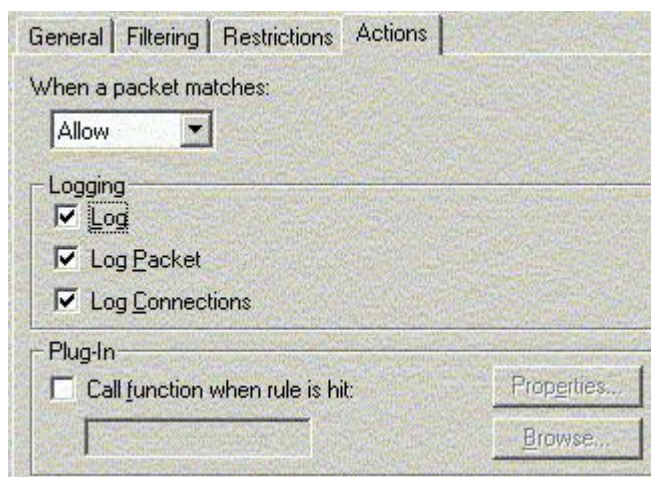 General Filtering Restrictions Actions
When a packet matches:
Allow
Logging
Log
Log Packet
Log Connections
Plug-In
Call function when rule is hit: Properties...
Browse...